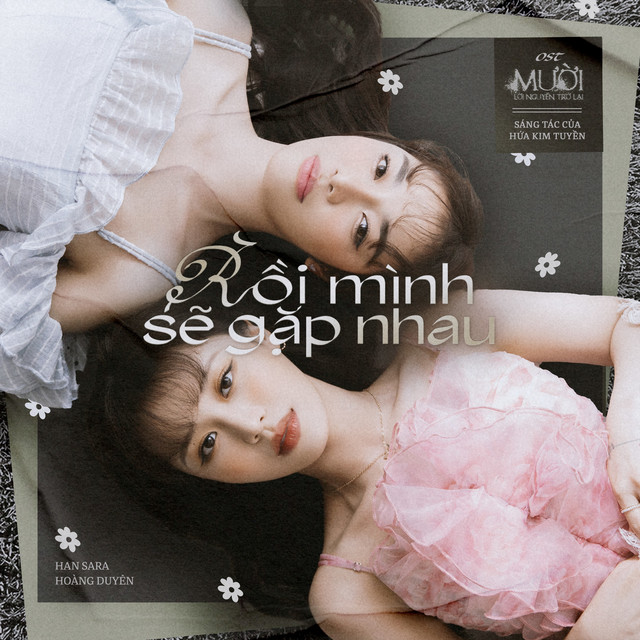 OST
MƯỜI
LỜI NGUYỀN TRỞ LẠI
SÁNG TÁC CỦA
HỨA KIM TUYỀN
Rồi mình
sẽ gặp nhau
HAN SARA
HOÀNG DUYÊN